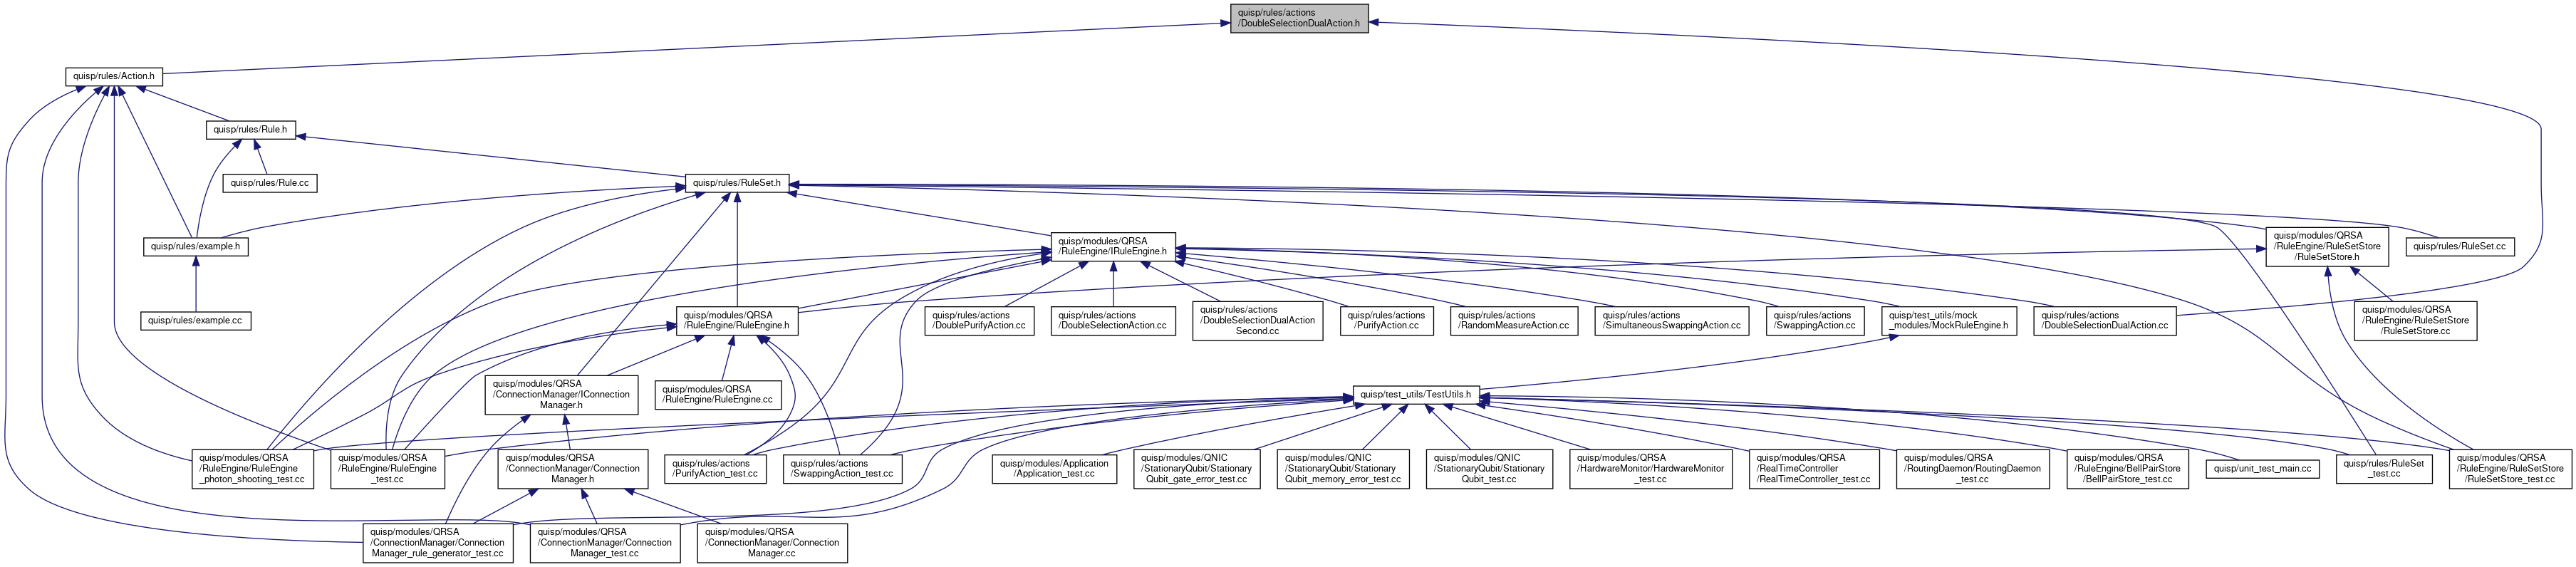 quisp/rules/actions
/DoubleSelectionDualAction.h
quisp/rules/Action.h
quisp/rules/Rule.h
quisp/rules/Rule.cc
quisp/rules/RuleSet.h
quisp/rules/example.h
quisp/modules/QRSA
/RuleEngine/IRuleEngine.h
quisp/modules/QRSA
/RuleEngine/RuleSetStore
/RuleSetStore.h
quisp/rules/RuleSet.cc
quisp/rules/example.cc
quisp/modules/QRSA
/RuleEngine/RuleEngine.h
quisp/rules/actions
/DoublePurifyAction.cc
quisp/rules/actions
/DoubleSelectionAction.cc
quisp/rules/actions
/DoubleSelectionDualAction
Second.cc
quisp/rules/actions
/PurifyAction.cc
quisp/rules/actions
/RandomMeasureAction.cc
quisp/rules/actions
/SimultaneousSwappingAction.cc
quisp/rules/actions
/SwappingAction.cc
quisp/test_utils/mock
_modules/MockRuleEngine.h
quisp/rules/actions
/DoubleSelectionDualAction.cc
quisp/modules/QRSA
/RuleEngine/RuleSetStore
/RuleSetStore.cc
quisp/modules/QRSA
/ConnectionManager/IConnection
Manager.h
quisp/modules/QRSA
/RuleEngine/RuleEngine.cc
quisp/test_utils/TestUtils.h
quisp/modules/QRSA
/RuleEngine/RuleEngine
_photon_shooting_test.cc
quisp/modules/QRSA
/RuleEngine/RuleEngine
_test.cc
quisp/modules/QRSA
/ConnectionManager/Connection
Manager.h
quisp/rules/actions
/PurifyAction_test.cc
quisp/rules/actions
/SwappingAction_test.cc
quisp/modules/Application
/Application_test.cc
quisp/modules/QNIC
/StationaryQubit/Stationary
Qubit_gate_error_test.cc
quisp/modules/QNIC
/StationaryQubit/Stationary
Qubit_memory_error_test.cc
quisp/modules/QNIC
/StationaryQubit/Stationary
Qubit_test.cc
quisp/modules/QRSA
/HardwareMonitor/HardwareMonitor
_test.cc
quisp/modules/QRSA
/RealTimeController
/RealTimeController_test.cc
quisp/modules/QRSA
/RoutingDaemon/RoutingDaemon
_test.cc
quisp/modules/QRSA
/RuleEngine/BellPairStore
/BellPairStore_test.cc
quisp/unit_test_main.cc
quisp/rules/RuleSet
_test.cc
quisp/modules/QRSA
/RuleEngine/RuleSetStore
/RuleSetStore_test.cc
quisp/modules/QRSA
/ConnectionManager/Connection
Manager_rule_generator_test.cc
quisp/modules/QRSA
/ConnectionManager/Connection
Manager_test.cc
quisp/modules/QRSA
/ConnectionManager/Connection
Manager.cc